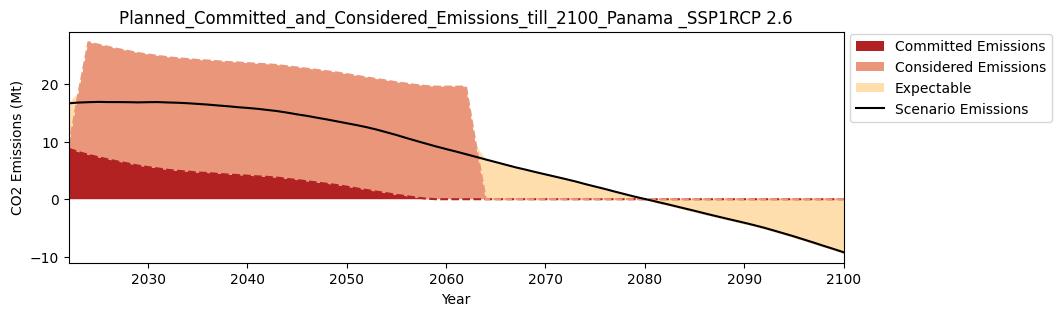 Planned_Committed_and_Considered_Emissions_till_2100_Panama _SSP1RCP 2.6
Committed Emissions
Considered Emissions
Expectable
Scenario Emissions
CO2 Emissions (Mt)
20
10
0
−10
2030 2040 2050 2060 2070 2080 2090 2100
Year